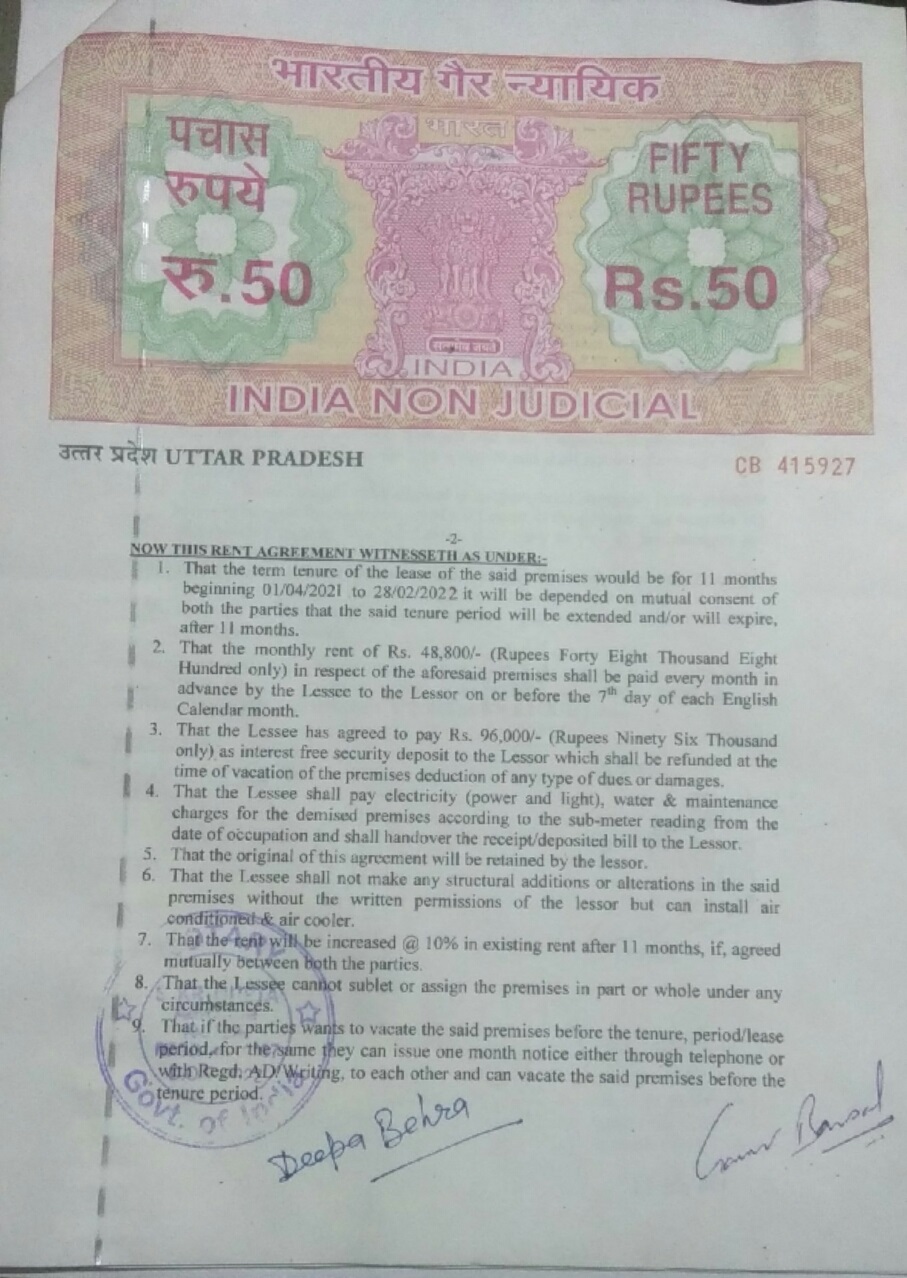 भारतीय गैर न्यायिक
भारत
पचास
रुपये
रु.50
FIFTY
RUPEES
Rs.50
सत्यमेव जयते
INDIA
INDIA NON JUDICIAL
उत्तर प्रदेश UTTAR PRADESH
CB 415927
-2-
NOW THIS RENT AGREEMENT WITNESSETH AS UNDER:-
1. That the term tenure of the lease of the said premises would be for 11 months
beginning 01/04/2021 to 28/02/2022 it will be depended on mutual consent of
both the parties that the said tenure period will be extended and/or will expire,
after 11 months.
2. That the monthly rent of Rs. 48,800/- (Rupees Forty Eight Thousand Eight
Hundred only) in respect of the aforesaid premises shall be paid every month in
advance by the Lessee to the Lessor on or before the 7th day of each English
Calendar month.
3. That the Lessee has agreed to pay Rs. 96,000/- (Rupees Ninety Six Thousand
only) as interest free security deposit to the Lessor which shall be refunded at the
time of vacation of the premises deduction of any type of dues or damages.
4. That the Lessee shall pay electricity (power and light), water & maintenance
charges for the demised premises according to the sub-meter reading from the
date of occupation and shall handover the receipt/deposited bill to the Lessor.
5. That the original of this agreement will be retained by the lessor.
6. That the Lessee shall not make any structural additions or alterations in the said
premises without the written permissions of the lessor but can install air
conditioned & air cooler.
7. That the rent will be increased @ 10% in existing rent after 11 months, if, agreed
mutually between both the parties.
8. That the Lessee cannot sublet or assign the premises in part or whole under any
circumstances.
9. That if the parties wants to vacate the said premises before the tenure, period/lease
period, for the same they can issue one month notice either through telephone or
with Regd. AD/Writing, to each other and can vacate the said premises before the
tenure period.
NOTARY
Govt. of India
Deepa Behra
Bansal